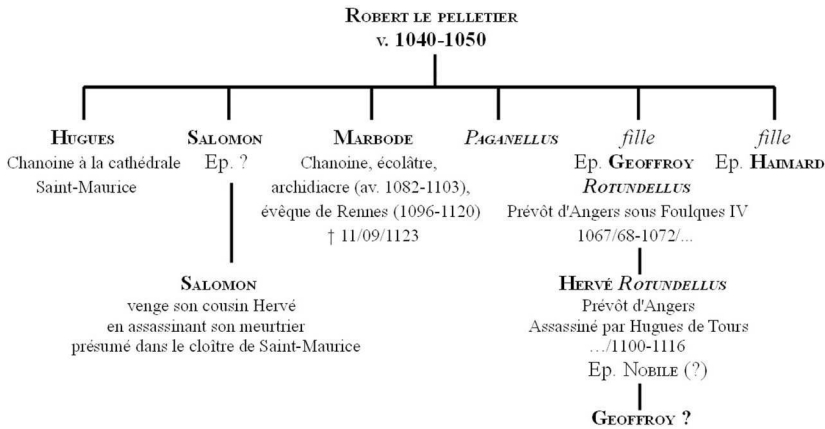 ROBERT LE PELLETIER
v. 1040-1050
HUGUES
Chanoine à la cathédrale
Saint-Maurice
SALOMON
Ep. ?
MARBODE
Chanoine, écolâtre,
archidiacre (av. 1082-1103),
évêque de Rennes (1096-1120)
† 11/09/1123
PAGANELLUS
fille
Ep. GEOFFROY
ROTUNDELLUS
Prévôt d'Angers sous Foulques IV
1067/68-1072/...
fille
Ep. HAIMARD
SALOMON
venge son cousin Hervé
en assassinant son meurtrier
présumé dans le cloître de Saint-Maurice
HERVÉ ROTUNDELLUS
Prévôt d'Angers
Assassiné par Hugues de Tours
…/1100-1116
Ep. NOBILE (?)
GEOFFROY ?